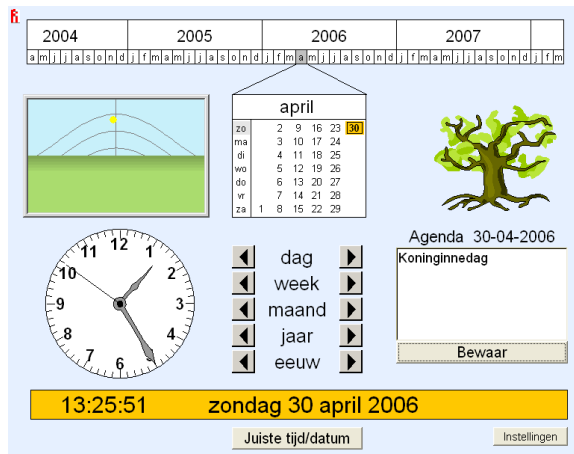 2004 2005 2006 2007
a m j j a s o n d j f m a m j j a s o n d j f m a m j j a s o n d j f m a m j j a s o n d j f m
april
zo 2 9 16 23 30
ma 3 10 17 24
di 4 11 18 25
wo 5 12 19 26
do 6 13 20 27
vr 7 14 21 28
za 1 8 15 22 29
12
11 1
10 2
9 3
8 4
7
6
dag
week
maand
jaar
eeuw
Agenda 30-04-2006
Koninginnedag
Bewaar
13:25:51 zondag 30 april 2006
Juiste tijd/datum
Instellingen